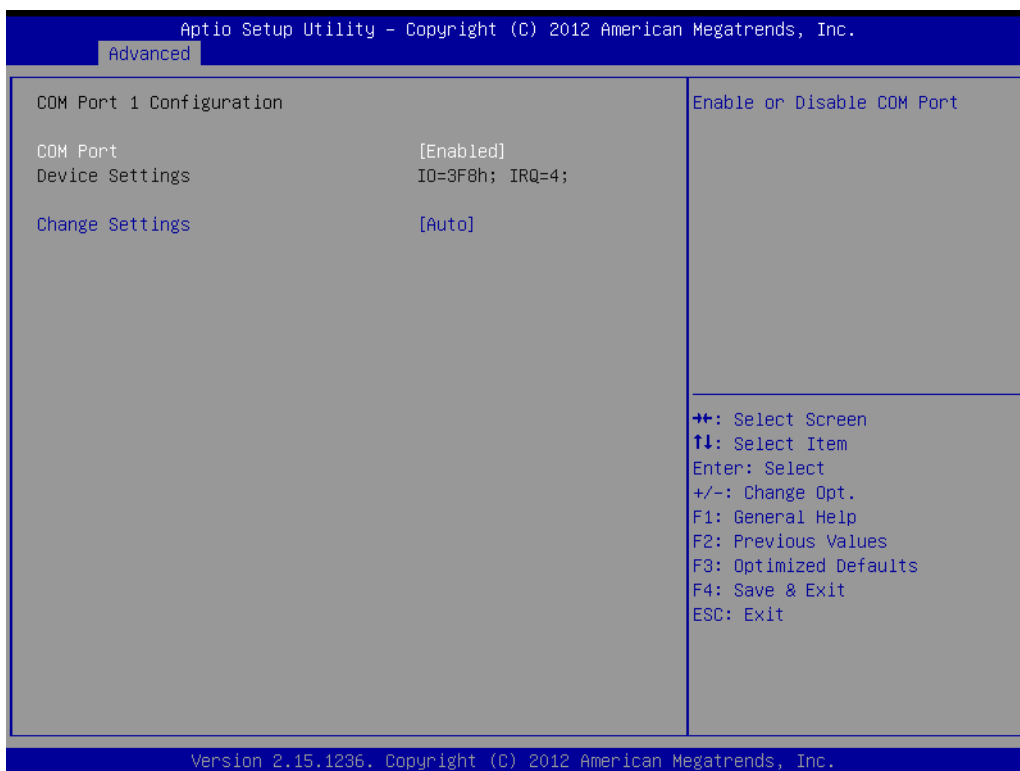 Aptio Setup Utility – Copyright (C) 2012 American Megatrends, Inc.
Advanced
COM Port 1 Configuration
COM Port [Enabled]
Device Settings IO=3F8h; IRQ=4;
Change Settings [Auto]
Enable or Disable COM Port
→←: Select Screen
↑↓: Select Item
Enter: Select
+/-: Change Opt.
F1: General Help
F2: Previous Values
F3: Optimized Defaults
F4: Save & Exit
ESC: Exit
Version 2.15.1236. Copyright (C) 2012 American Megatrends, Inc.